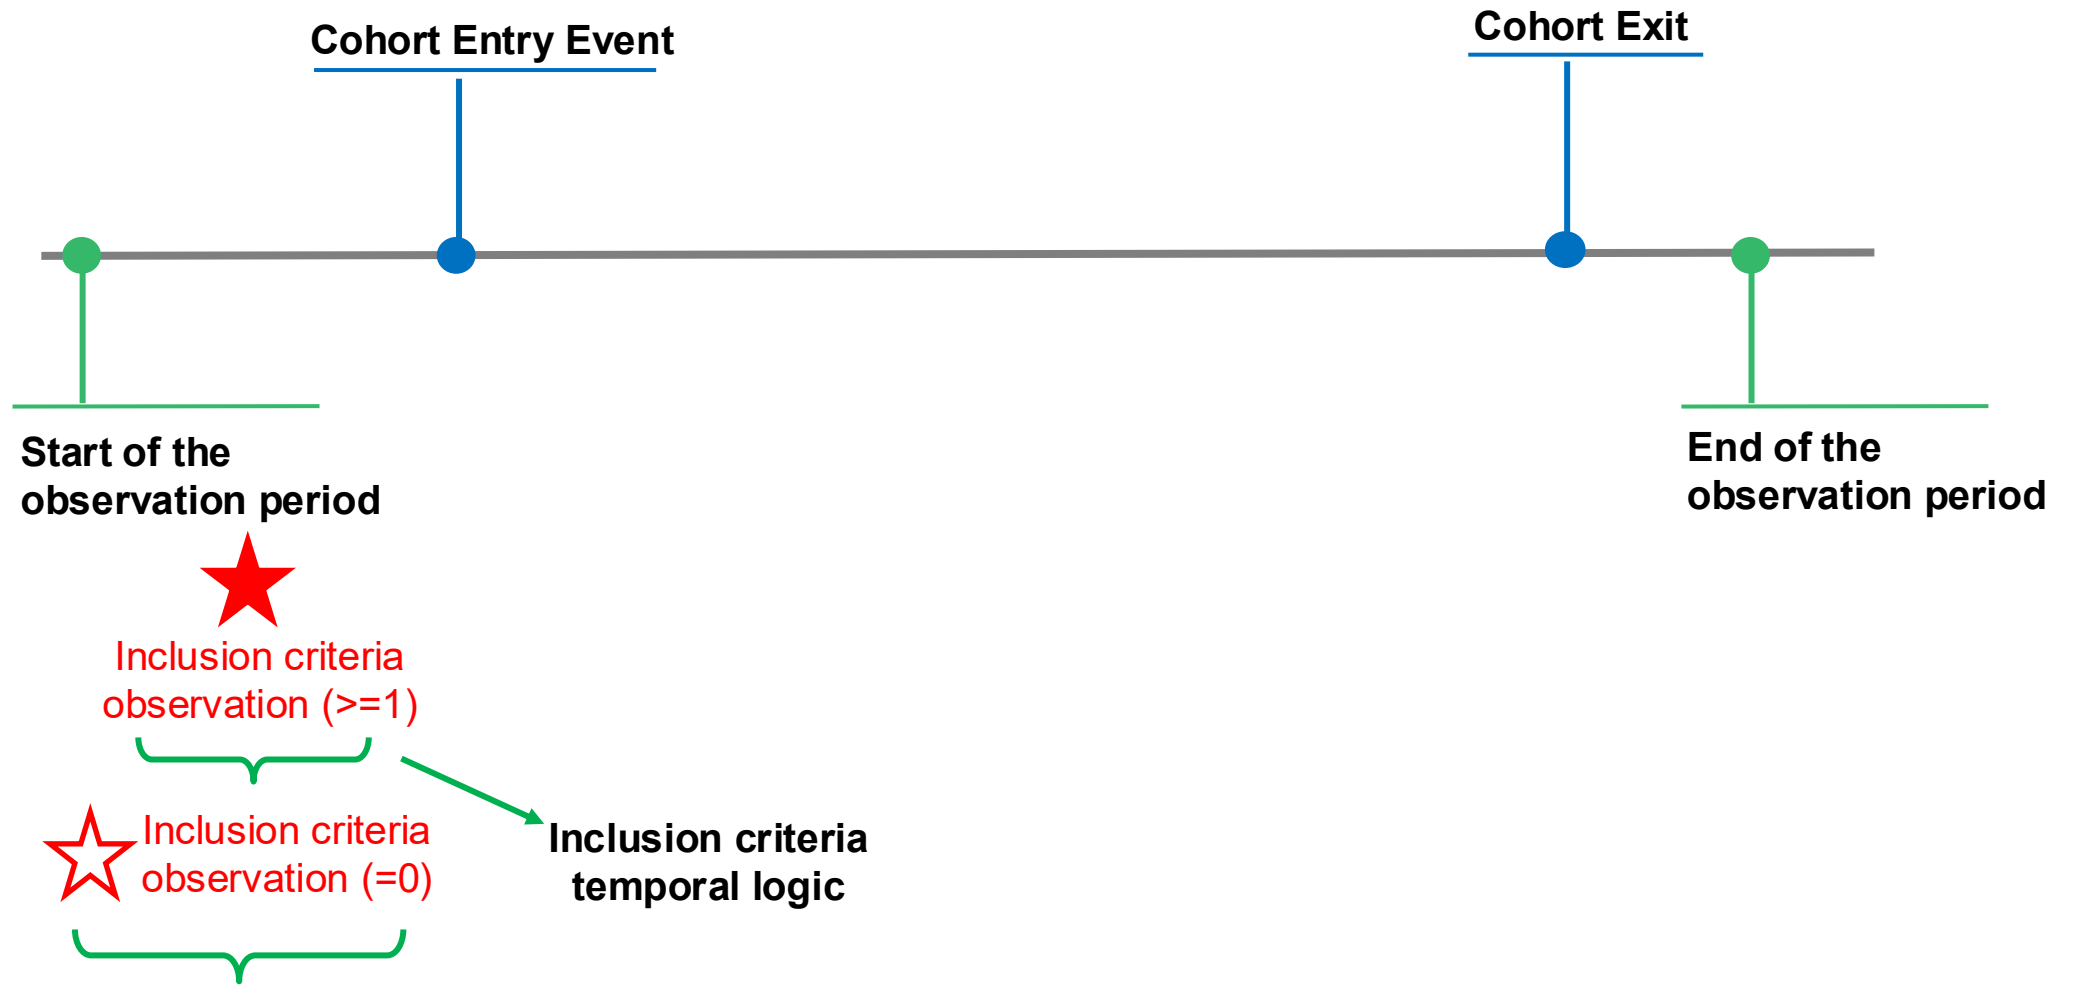 Cohort Entry Event
Cohort Exit
Start of the
observation period
End of the
observation period
Inclusion criteria
observation (>=1)
Inclusion criteria
observation (=0)
Inclusion criteria
temporal logic